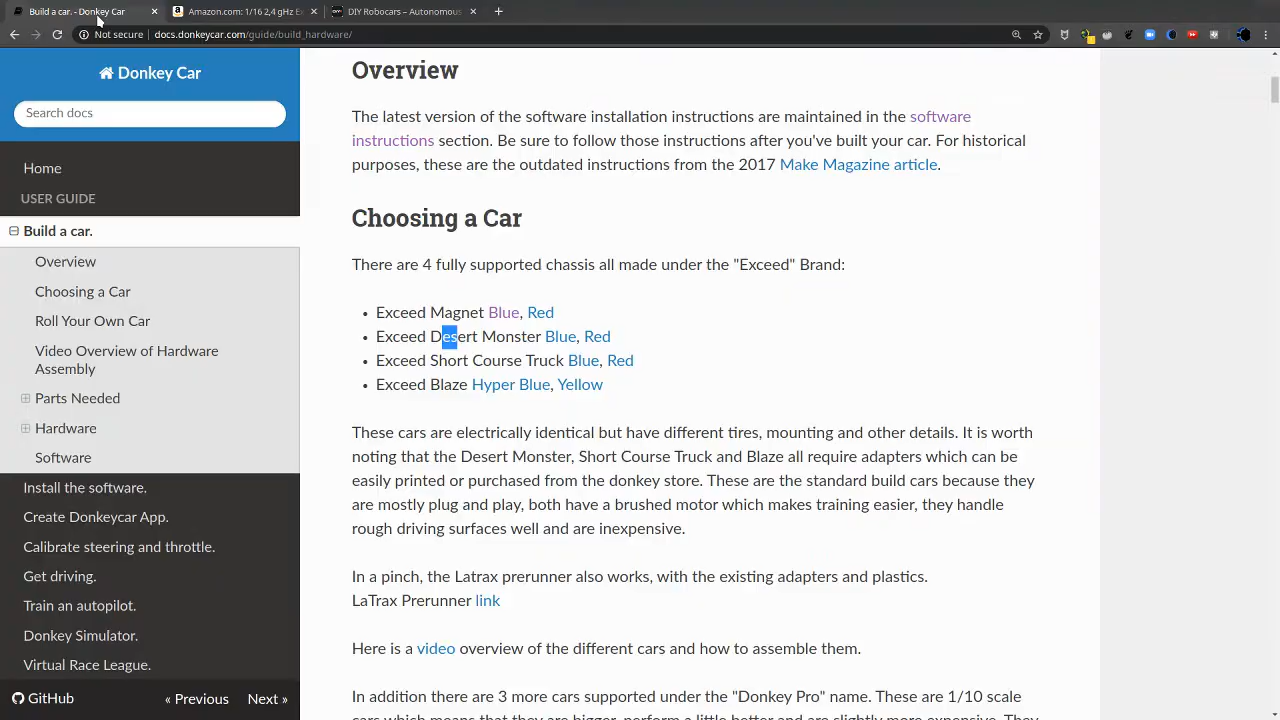 Build a car. - Donkey Car
Amazon.com: 1/16 2,4 gHz E
DIY Robocars – Autonomous
Not secure
docs.donkeycar.com/guide/build_hardware/
Donkey Car
Search docs
Home
USER GUIDE
Build a car.
Overview
Choosing a Car
Roll Your Own Car
Video Overview of Hardware
Assembly
Parts Needed
Hardware
Software
Install the software.
Create Donkeycar App.
Calibrate steering and throttle.
Get driving.
Train an autopilot.
Donkey Simulator.
Virtual Race League.
GitHub
« Previous
Next »
Overview
The latest version of the software installation instructions are maintained in the software
instructions section. Be sure to follow those instructions after you've built your car. For historical
purposes, these are the outdated instructions from the 2017 Make Magazine article.
Choosing a Car
There are 4 fully supported chassis all made under the "Exceed" Brand:
• Exceed Magnet Blue, Red
• Exceed Desert Monster Blue, Red
• Exceed Short Course Truck Blue, Red
• Exceed Blaze Hyper Blue, Yellow
These cars are electrically identical but have different tires, mounting and other details. It is worth
noting that the Desert Monster, Short Course Truck and Blaze all require adapters which can be
easily printed or purchased from the donkey store. These are the standard build cars because they
are mostly plug and play, both have a brushed motor which makes training easier, they handle
rough driving surfaces well and are inexpensive.
In a pinch, the Latrax prerunner also works, with the existing adapters and plastics.
LaTrax Prerunner link
Here is a video overview of the different cars and how to assemble them.
In addition there are 3 more cars supported under the "Donkey Pro" name. These are 1/10 scale
cars which means that they are bigger, perform a little better and are slightly more expensive. They